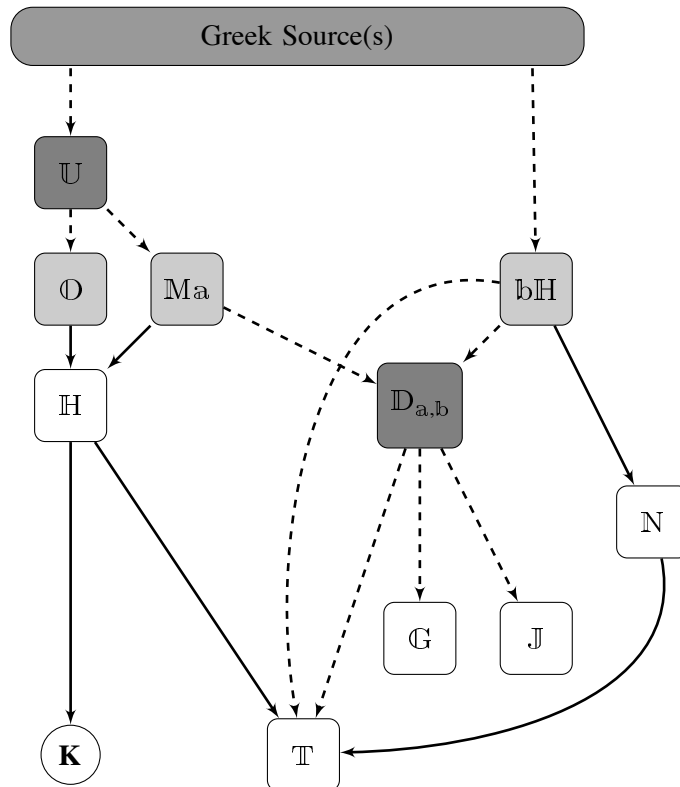 Greek Source(s)
𝕌
𝕆
𝕄𝕒
𝕓ℍ
ℍ
𝔻𝕒,𝕓
ℕ
𝔾
𝕁
K
𝕋